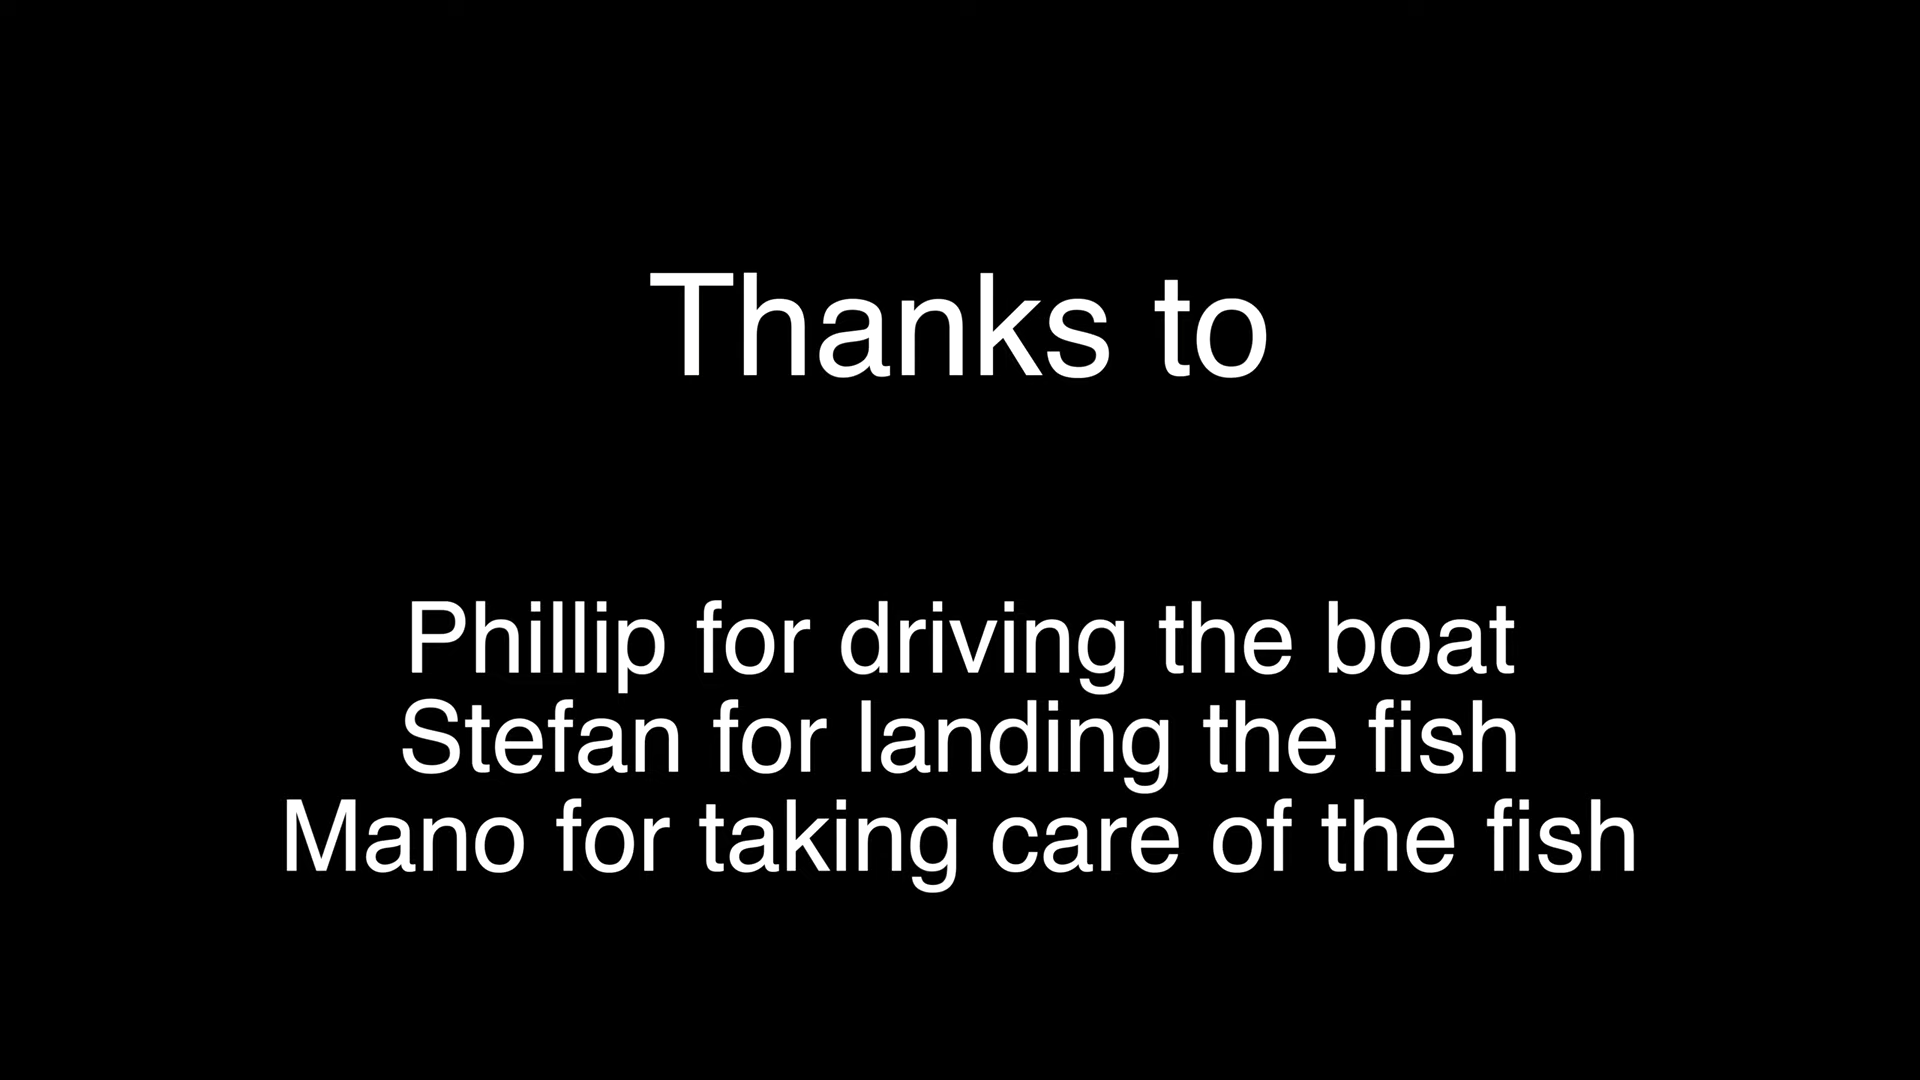 Thanks to
Phillip for driving the boat
Stefan for landing the fish
Mano for taking care of the fish